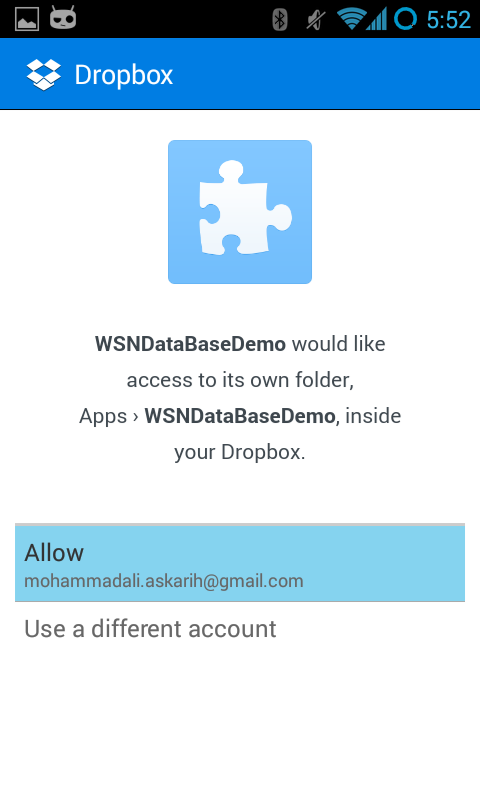 5:52
Dropbox
WSNDataBaseDemo would like
access to its own folder,
Apps › WSNDataBaseDemo, inside
your Dropbox.
Allow
mohammadali.askarih@gmail.com
Use a different account